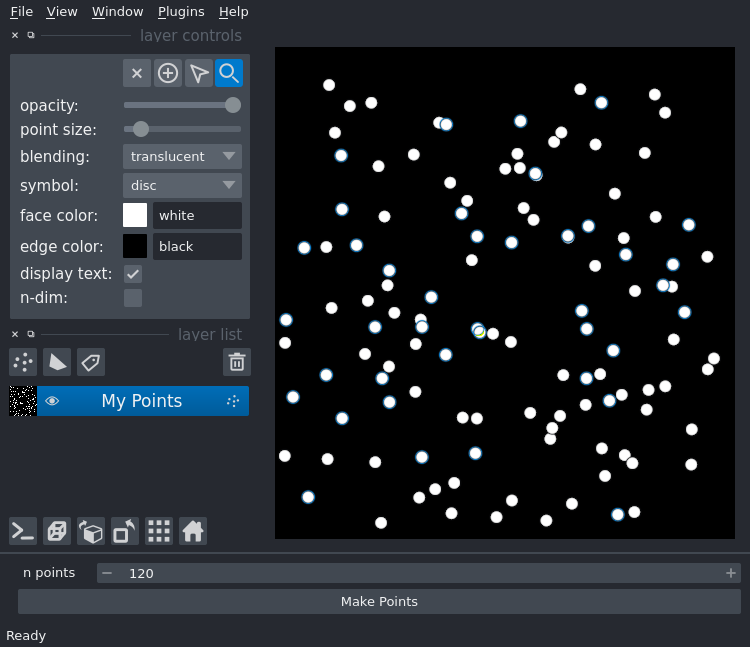 File View Window Plugins Help
layer controls
opacity:
point size:
blending: translucent
symbol: disc
face color: white
edge color: black
display text:
n-dim:
layer list
My Points
n points 120
Make Points
Ready